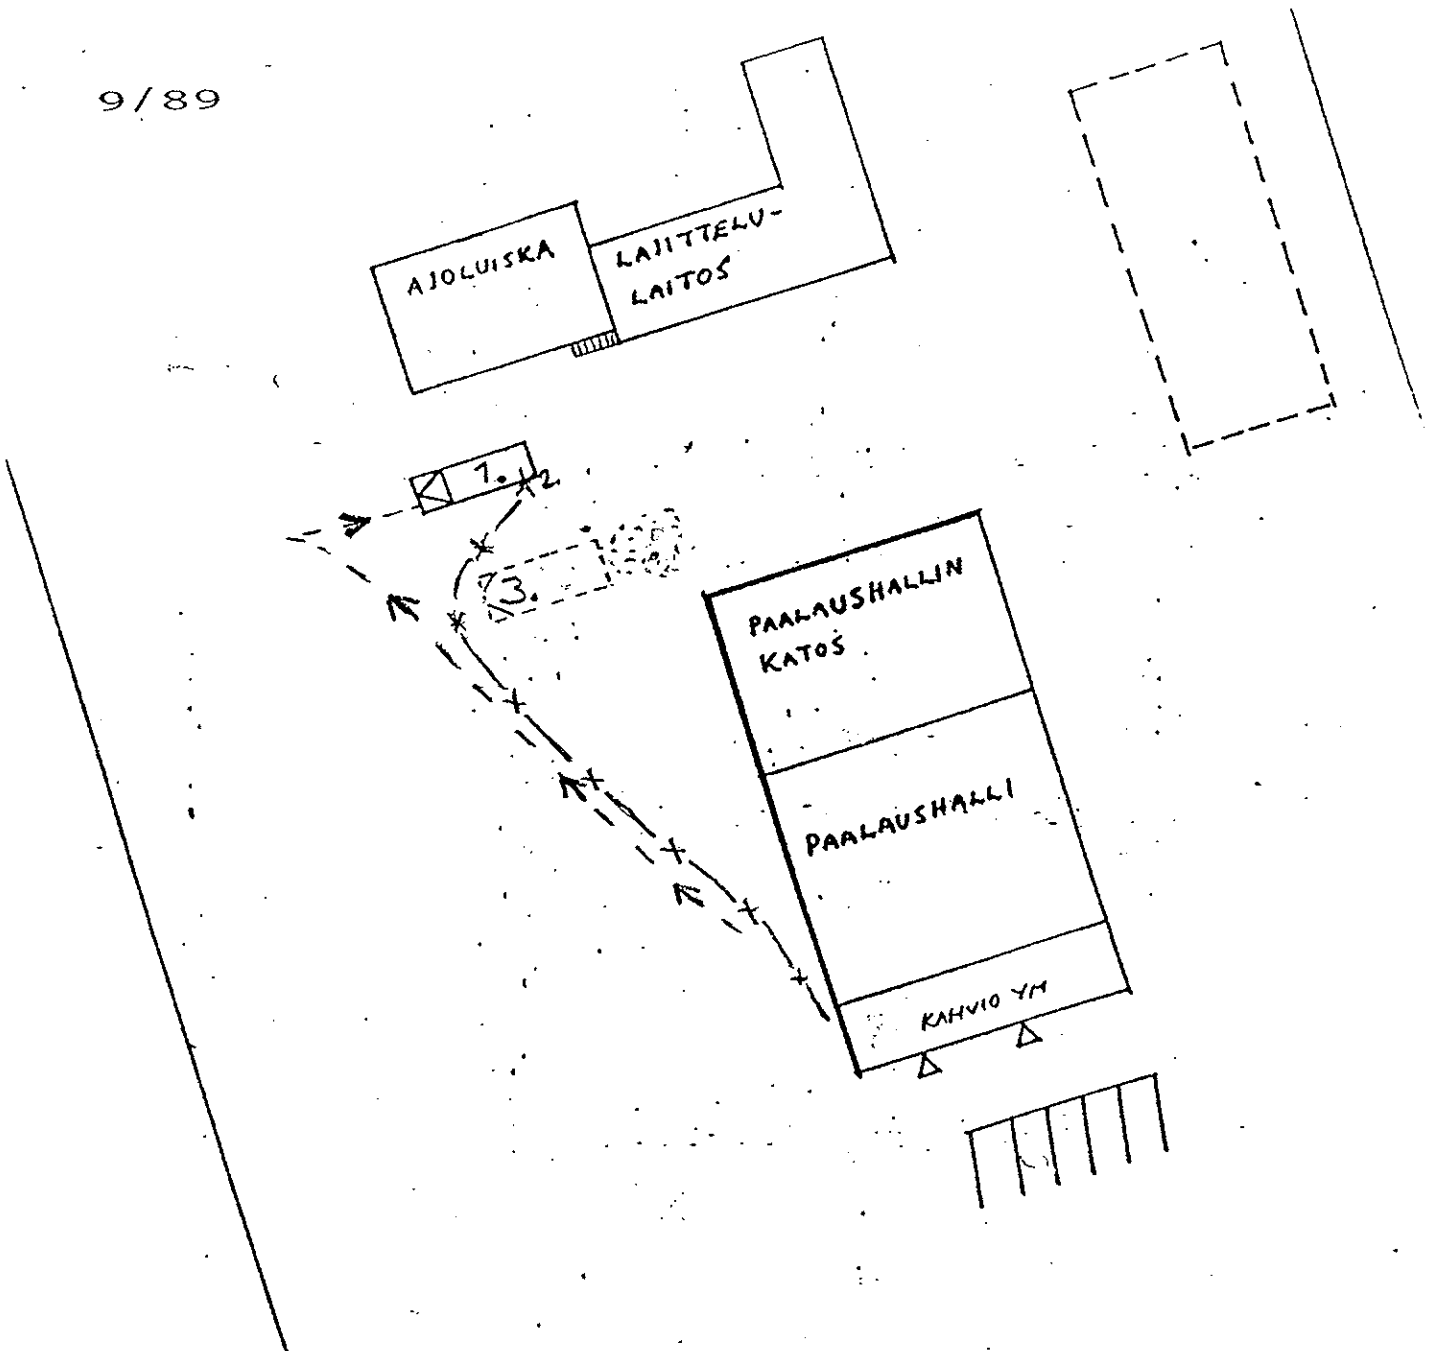 9/89
AJOLUISKA
LAJITTELU-
LAITOS
1.
2.
3.
PAALAUSHALLIN
KATOS
PAALAUSHALLI
KAHVIO YM